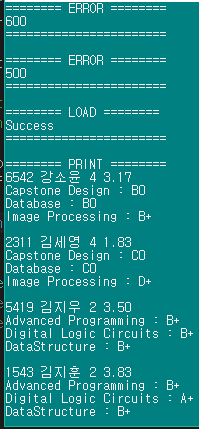 ======== ERROR ========
600
=======================
======== ERROR ========
500
=======================
======== LOAD ========
Success
=======================
======== PRINT ========
6542 강소윤 4 3.17
Capstone Design : B0
Database : B0
Image Processing : B+
2311 김세영 4 1.83
Capstone Design : C0
Database : C0
Image Processing : D+
5419 김지우 2 3.50
Advanced Programming : B+
Digital Logic Circuits : B+
DataStructure : B+
1543 김지훈 2 3.83
Advanced Programming : B+
Digital Logic Circuits : A+
DataStructure : B+